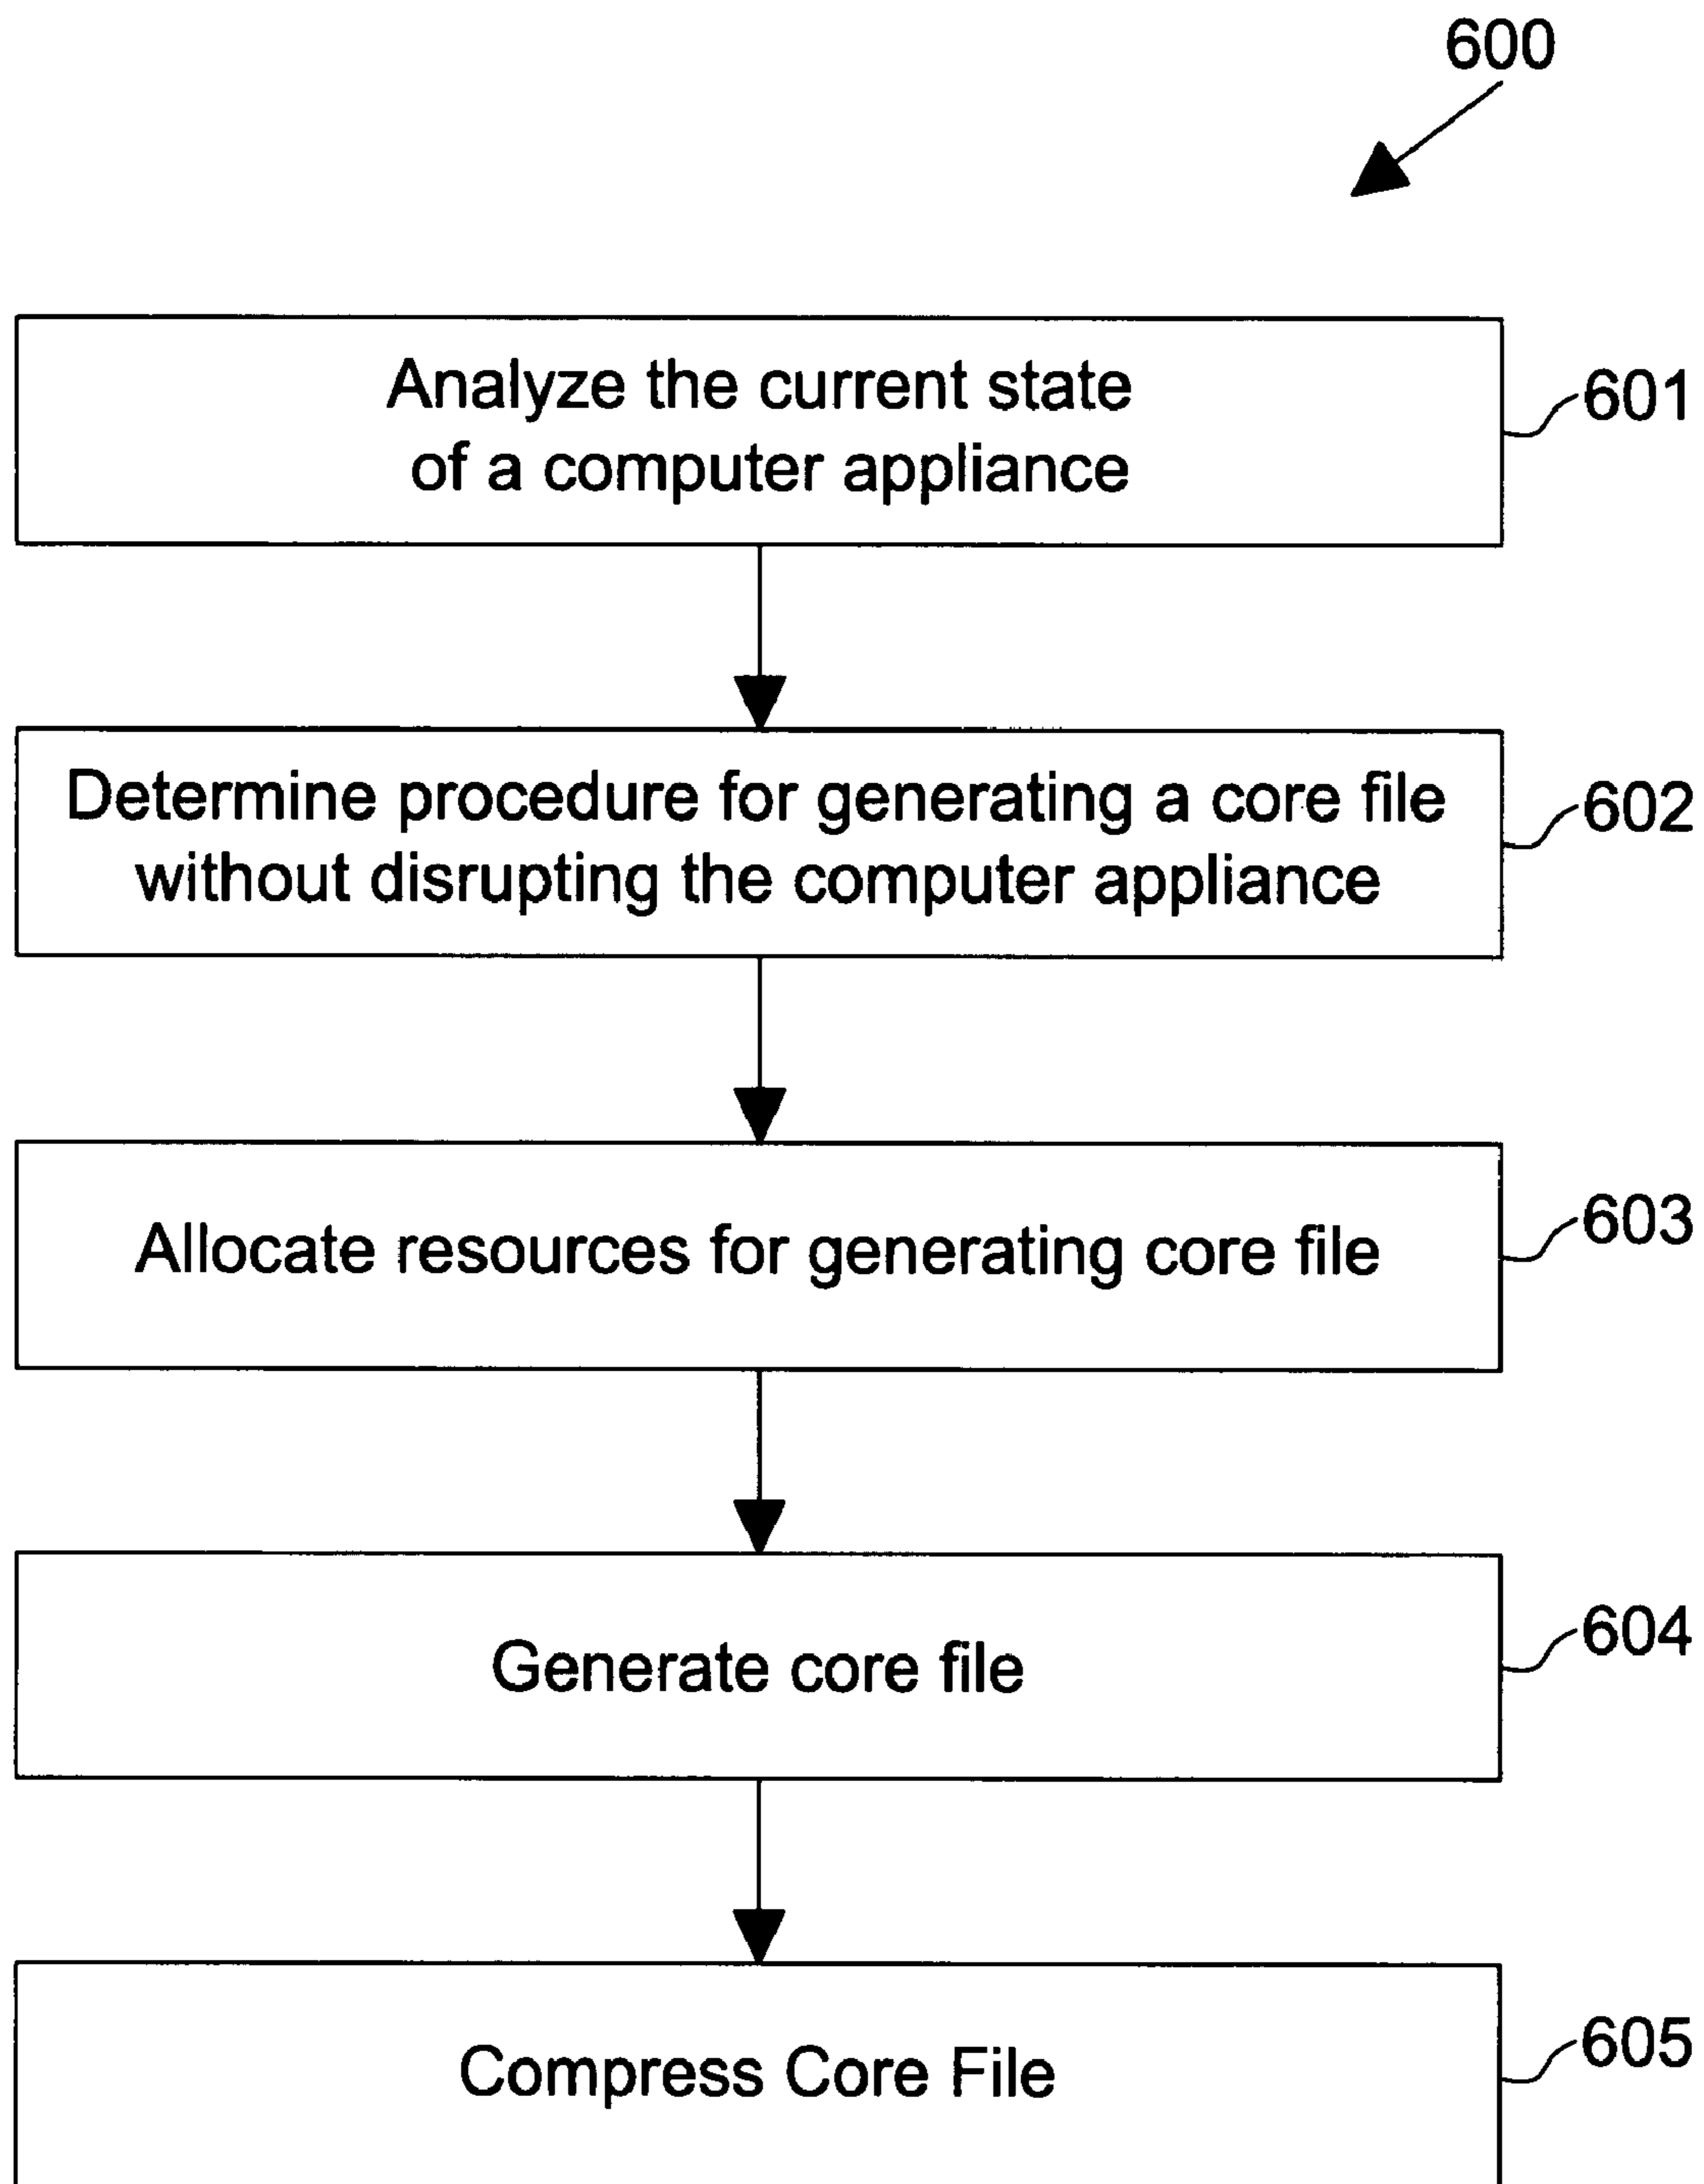 600
Analyze the current state
of a computer appliance
601
Determine procedure for generating a core file
without disrupting the computer appliance
602
Allocate resources for generating core file
603
Generate core file
604
Compress Core File
605